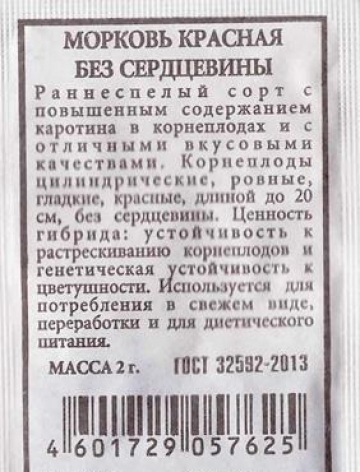 МОРКОВЬ КРАСНАЯ
БЕЗ СЕРДЦЕВИНЫ
Раннеспелый сорт с
повышенным содержанием
каротина в корнеплодах и с
отличными вкусовыми
качествами. Корнеплоды
цилиндрические, ровные,
гладкие, красные, длиной до 20
см, без сердцевины. Ценность
гибрида: устойчивость к
растрескиванию корнеплодов и
генетическая устойчивость к
цветушности. Используется для
потребления в свежем виде,
переработки и для диетического
питания.
МАССА 2 г. ГОСТ 32592-2013
4 601729 057625